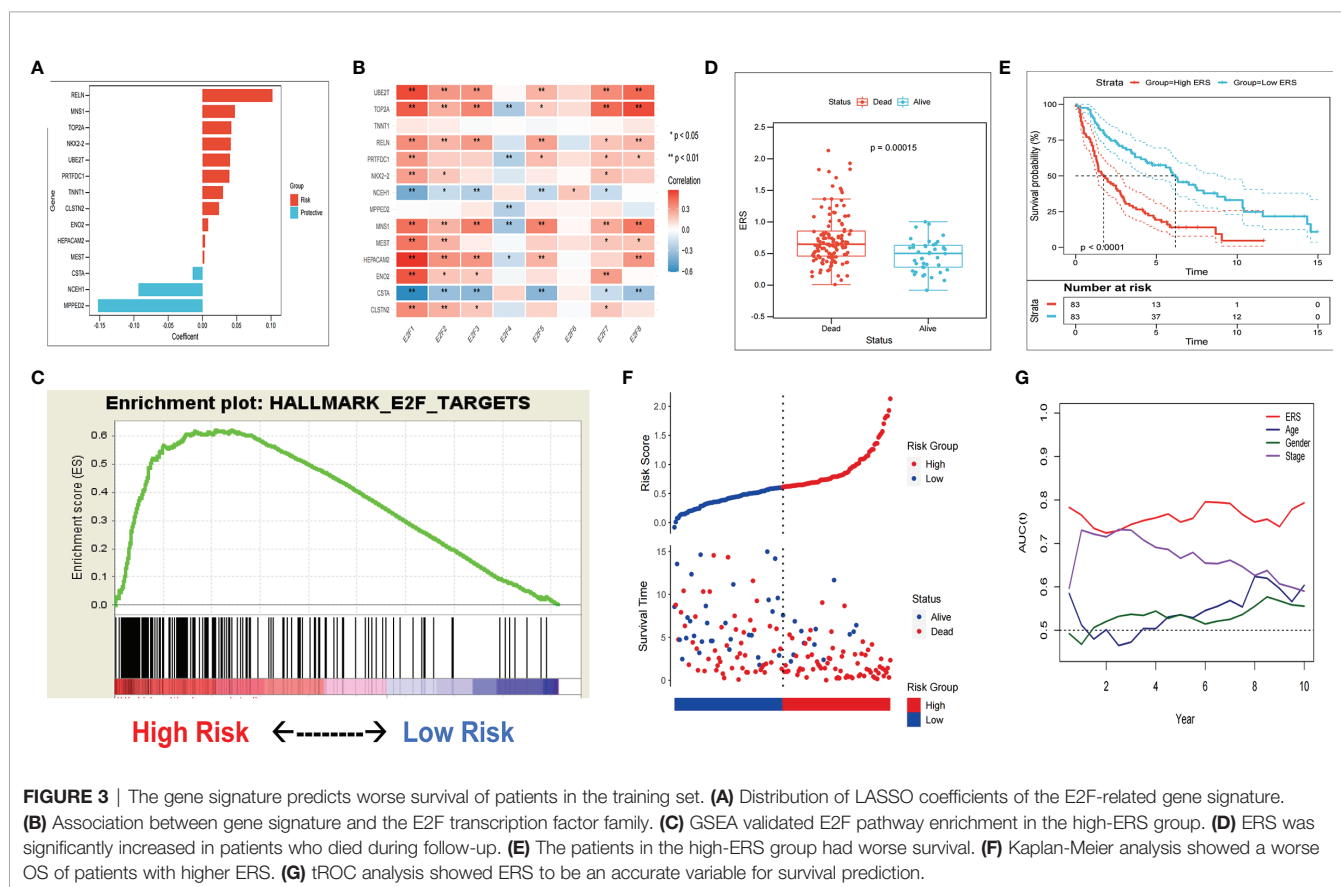 A
Gene
RELN
MNS1
TOP2A
NKX2-2
UBE2T
PRTFDC1
TNNT1
CLSTN2
ENO2
HEPACAM2
MEST
CSTA
NCEH1
MPPED2
-0.15 -0.10 -0.05 0.00 0.05 0.10
Coefficent
Group
Risk
Protective
B
UBE2T ** ** ** ** ** **
TOP2A ** ** ** ** * ** **
TNNT1
RELN ** ** ** ** * **
PRTFDC1 ** ** * * *
NKX2-2 ** * *
NCEH1 ** * ** ** * *
MPPED2 **
MNS1 ** ** ** ** ** ** **
MEST ** ** * *
HEPACAM2 ** ** ** * ** **
ENO2 ** * * **
CSTA ** ** ** ** * **
CLSTN2 ** ** * *
E2F1 E2F2 E2F3 E2F4 E2F5 E2F6 E2F7 E2F8
* p < 0.05
** p < 0.01
Correlation
0.3
0.0
-0.3
-0.6
D
Status Dead Alive
p = 0.00015
ERS
2.5
2.0
1.5
1.0
0.5
0.0
-0.5
Dead Alive
Status
E
Strata Group=High ERS Group=Low ERS
Survival probability (%)
100
75
50
25
0
p < 0.0001
0 5 10 15
Time
Number at risk
Strata
83 13 1 0
83 37 12 0
0 5 10 15
Time
C
Enrichment plot: HALLMARK_E2F_TARGETS
Enrichment score (ES)
0.6
0.5
0.4
0.3
0.2
0.1
0.0
High Risk Low Risk
F
Risk Score
2.0
1.5
1.0
0.5
0.0
Risk Group
High
Low
Survival Time
15
10
5
0
Status
Alive
Dead
Risk Group
High
Low
G
AUC(t)
1.0
0.9
0.8
0.7
0.6
0.5
ERS
Age
Gender
Stage
2 4 6 8 10
Year
FIGURE 3 | The gene signature predicts worse survival of patients in the training set. (A) Distribution of LASSO coefficients of the E2F-related gene signature.
(B) Association between gene signature and the E2F transcription factor family. (C) GSEA validated E2F pathway enrichment in the high-ERS group. (D) ERS was
significantly increased in patients who died during follow-up. (E) The patients in the high-ERS group had worse survival. (F) Kaplan-Meier analysis showed a worse
OS of patients with higher ERS. (G) tROC analysis showed ERS to be an accurate variable for survival prediction.